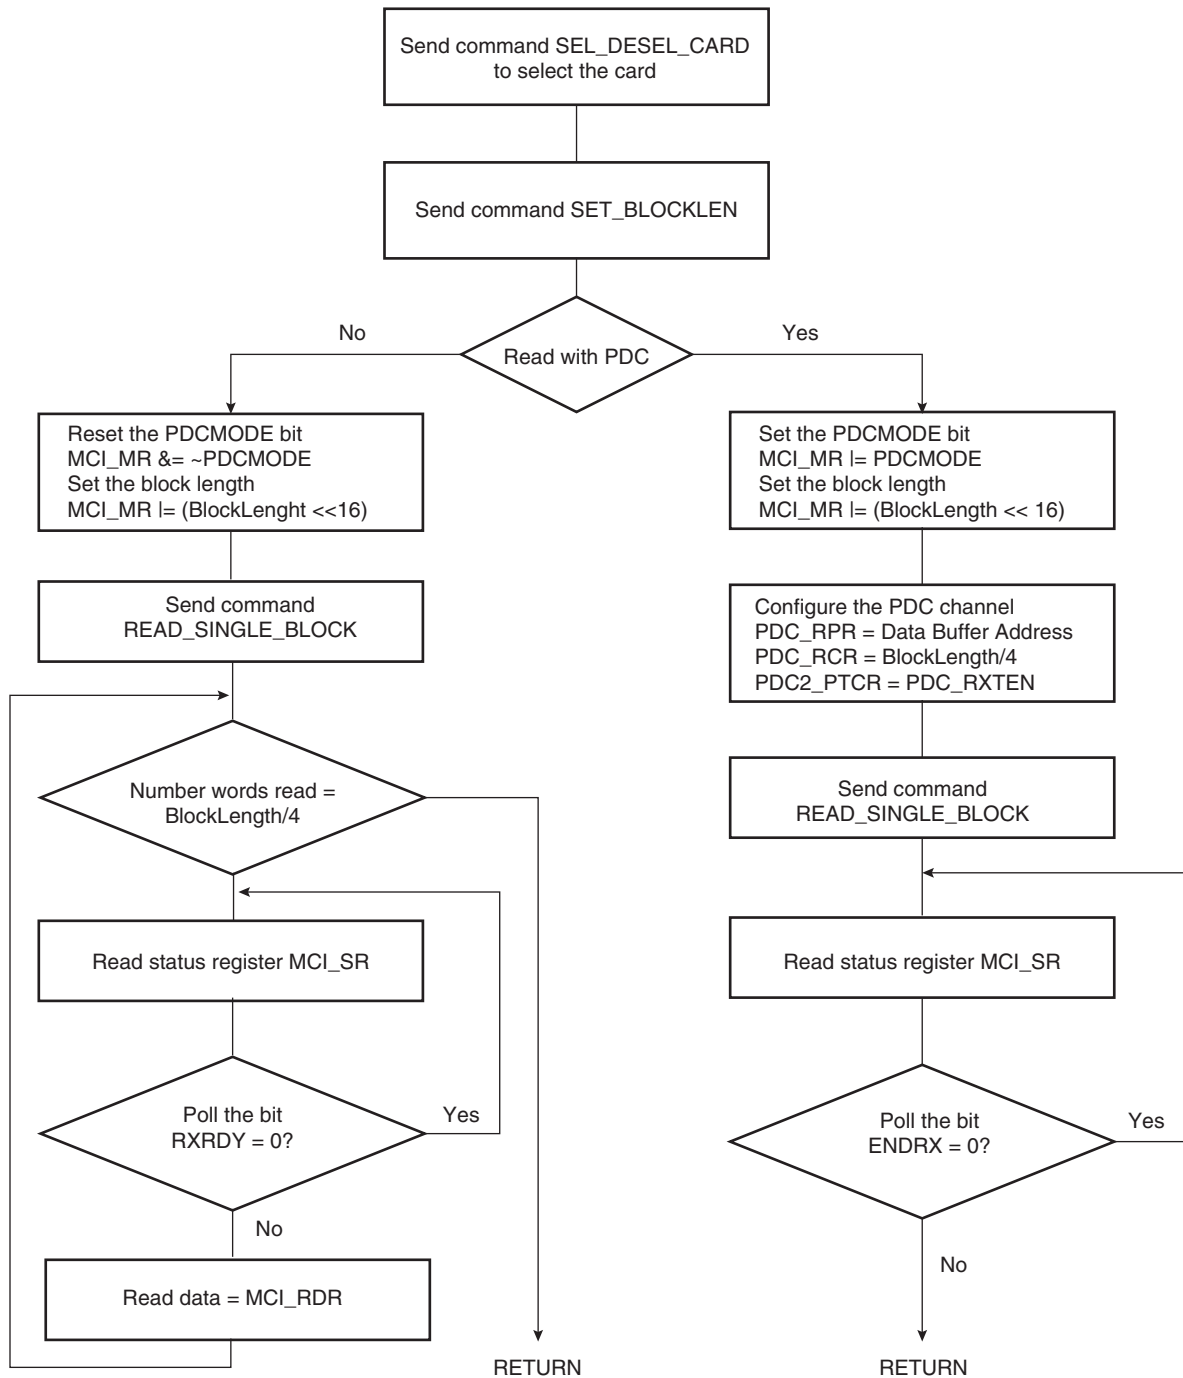 Send command SEL_DESEL_CARD
to select the card
Send command SET_BLOCKLEN
No
Yes
Read with PDC
Reset the PDCMODE bit
MCI_MR &= ~PDCMODE
Set the block length
MCI_MR |= (BlockLenght <<16)
Set the PDCMODE bit
MCI_MR |= PDCMODE
Set the block length
MCI_MR |= (BlockLength << 16)
Send command
READ_SINGLE_BLOCK
Configure the PDC channel
PDC_RPR = Data Buffer Address
PDC_RCR = BlockLength/4
PDC2_PTCR = PDC_RXTEN
Number words read =
BlockLength/4
Send command
READ_SINGLE_BLOCK
Read status register MCI_SR
Read status register MCI_SR
Poll the bit
RXRDY = 0?
Yes
Poll the bit
ENDRX = 0?
Yes
No
No
Read data = MCI_RDR
RETURN
RETURN